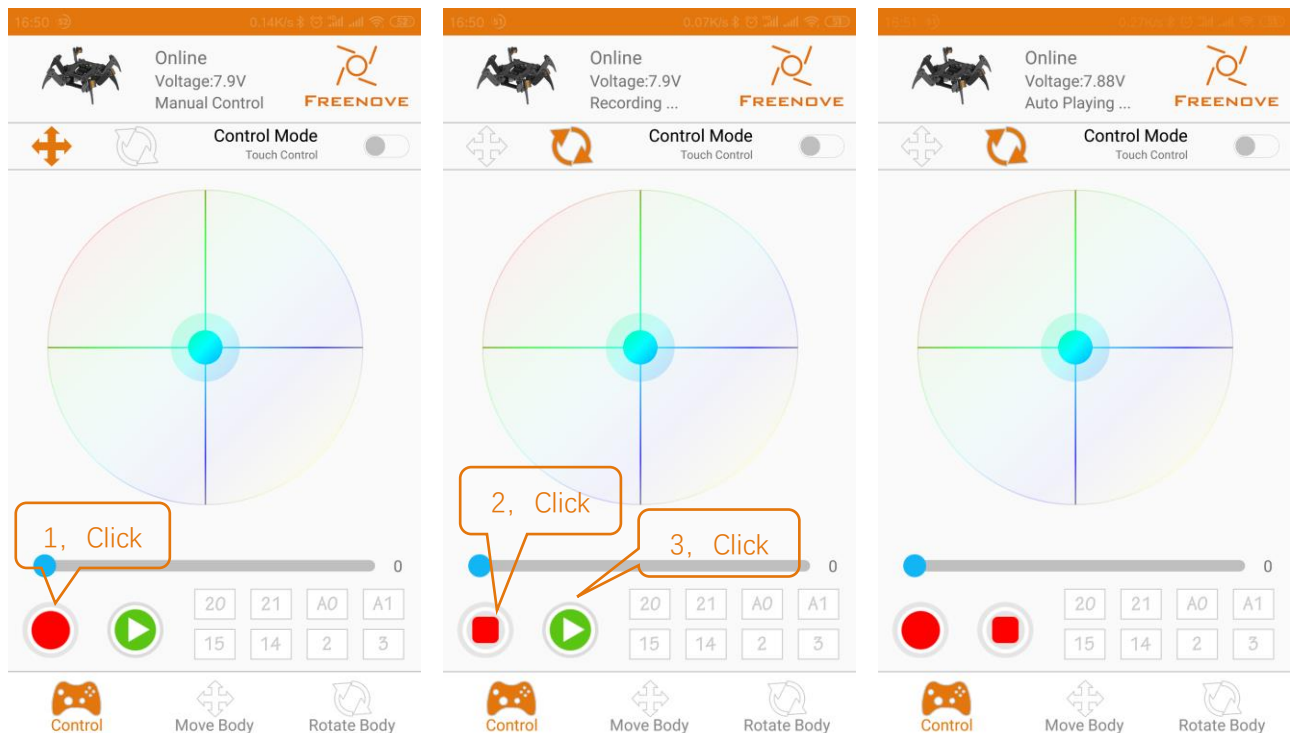 16:50
0.14K/s
Online
Voltage:7.9V
Manual Control
FREENOVE
Control Mode
Touch Control
1, Click
0
20 21 A0 A1
15 14 2 3
Control Move Body Rotate Body
16:50
0.07K/s
Online
Voltage:7.9V
Recording ...
FREENOVE
Control Mode
Touch Control
2, Click
3, Click
0
20 21 A0 A1
15 14 2 3
Control Move Body Rotate Body
16:51
0.27K/s
Online
Voltage:7.88V
Auto Playing ...
FREENOVE
Control Mode
Touch Control
0
20 21 A0 A1
15 14 2 3
Control Move Body Rotate Body